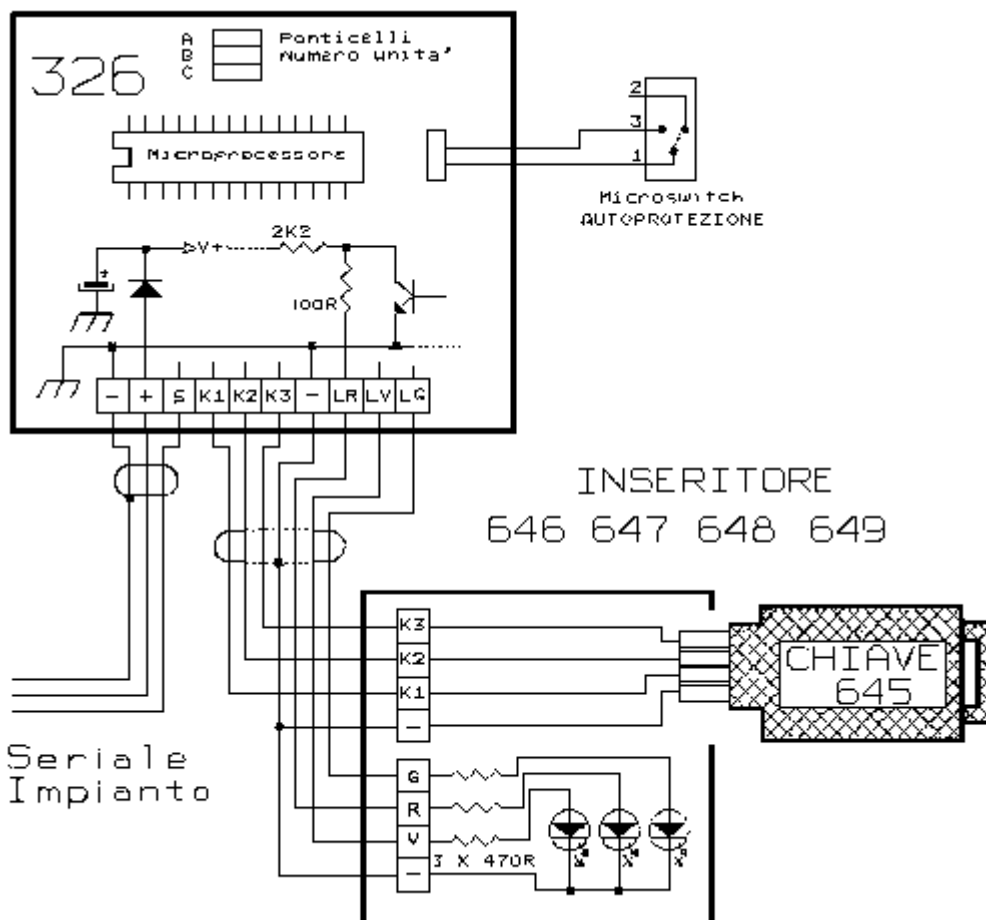 326
A
B
C
Ponticelli
Numero unita'
Microprocessore
2
3
1
Microswitch
AUTOPROTEZIONE
V+
2K2
+
100R
- + S K1 K2 K3 - LR LV LG
INSERITORE
646 647 648 649
K3
K2
K1
-
CHIAVE
645
Seriale
Impianto
G
R
V
-
3 X 470R